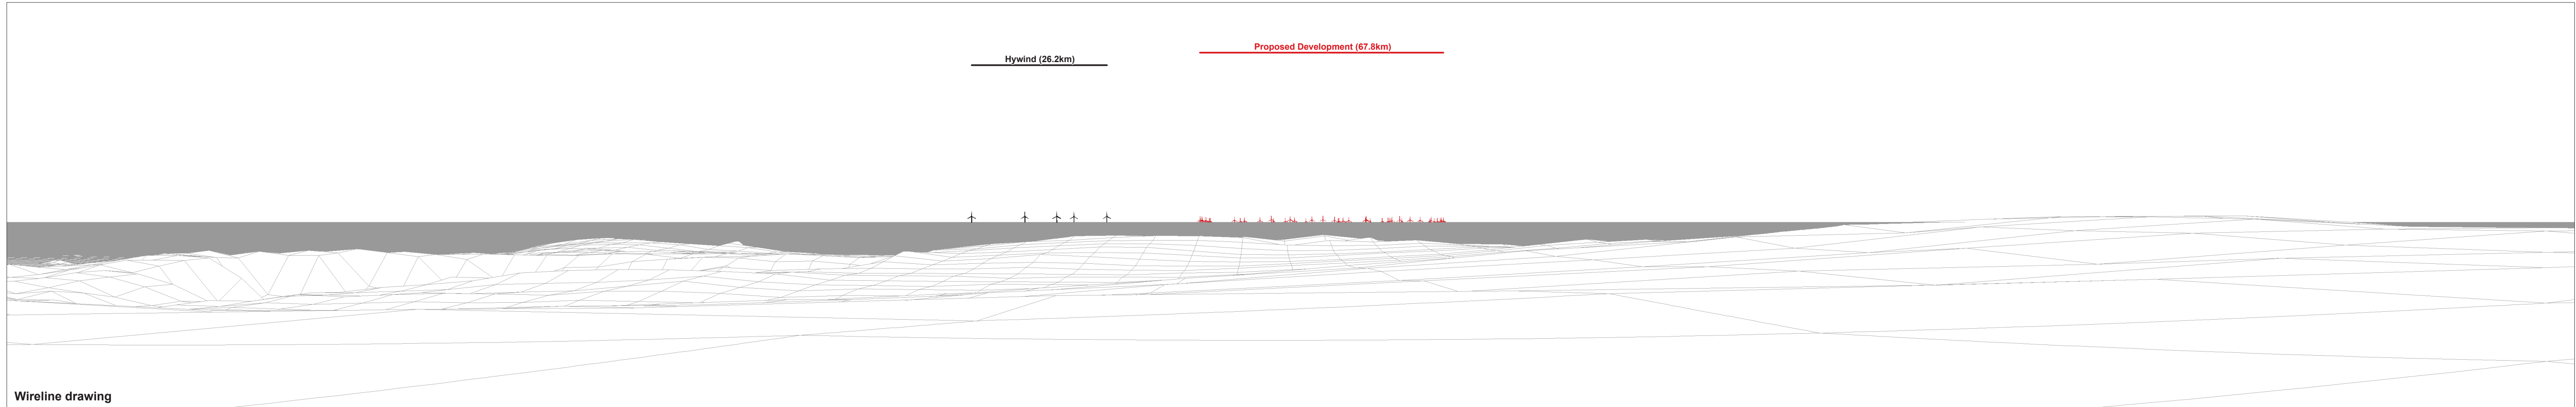 Proposed Development (67.8km)
Hywind (26.2km)
Wireline drawing